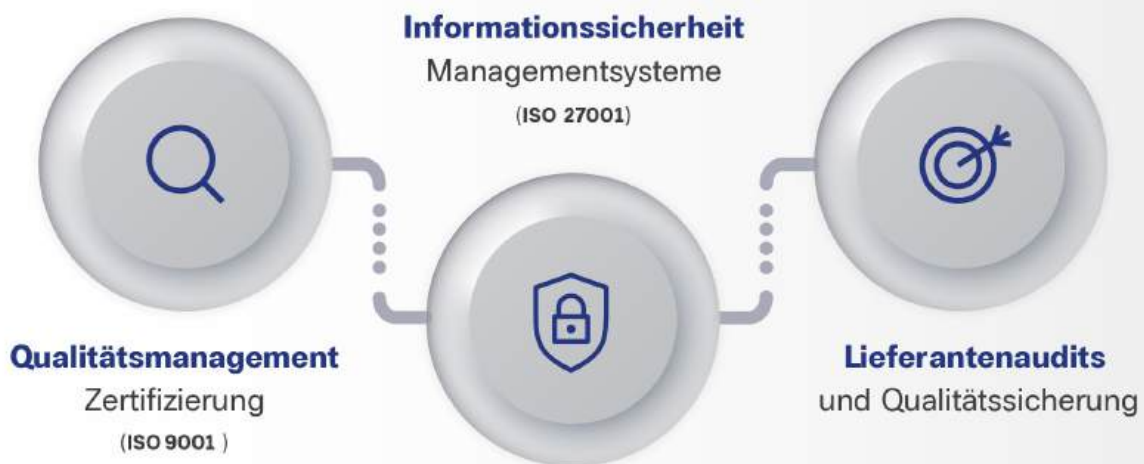 Informationssicherheit
Managementsysteme
(ISO 27001)
Qualitätsmanagement
Zertifizierung
(ISO 9001 )
Lieferantenaudits
und Qualitätssicherung